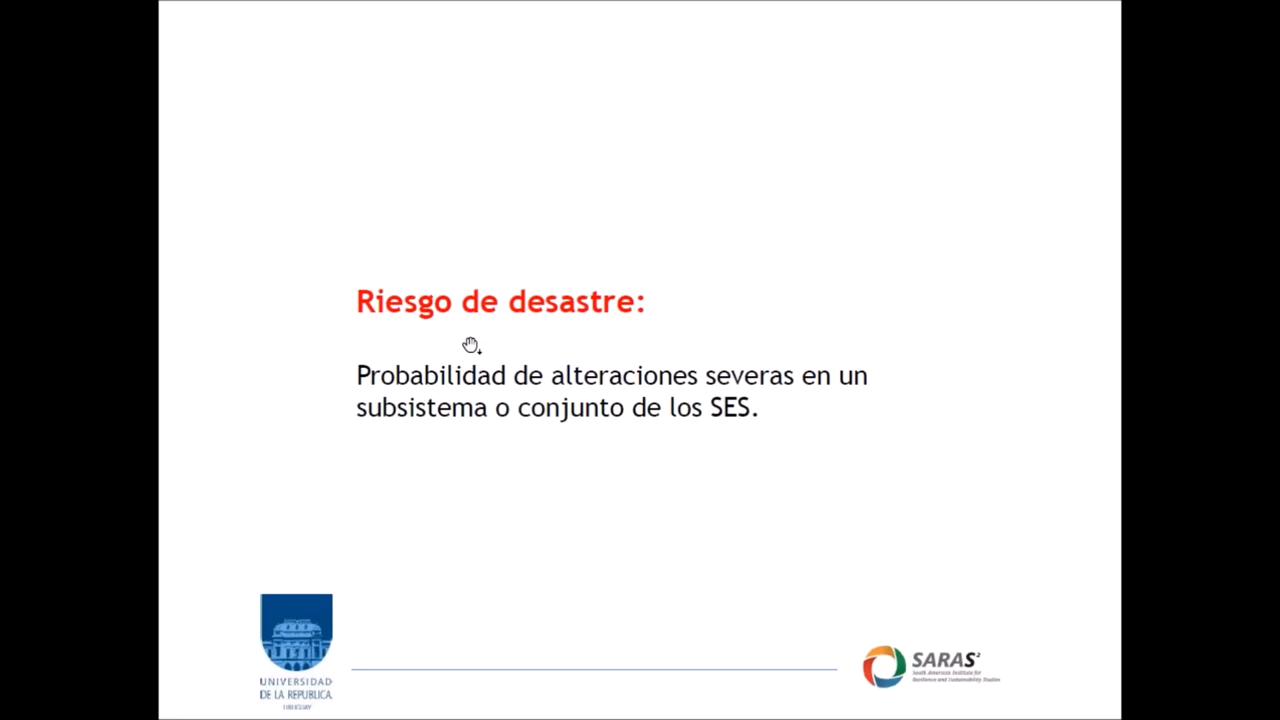 Riesgo de desastre:
Probabilidad de alteraciones severas en un
subsistema o conjunto de los SES.
UNIVERSIDAD
DE LA REPUBLICA
URUGUAY
SARAS²
South American Institute for
Resilience and Sustainability Studies